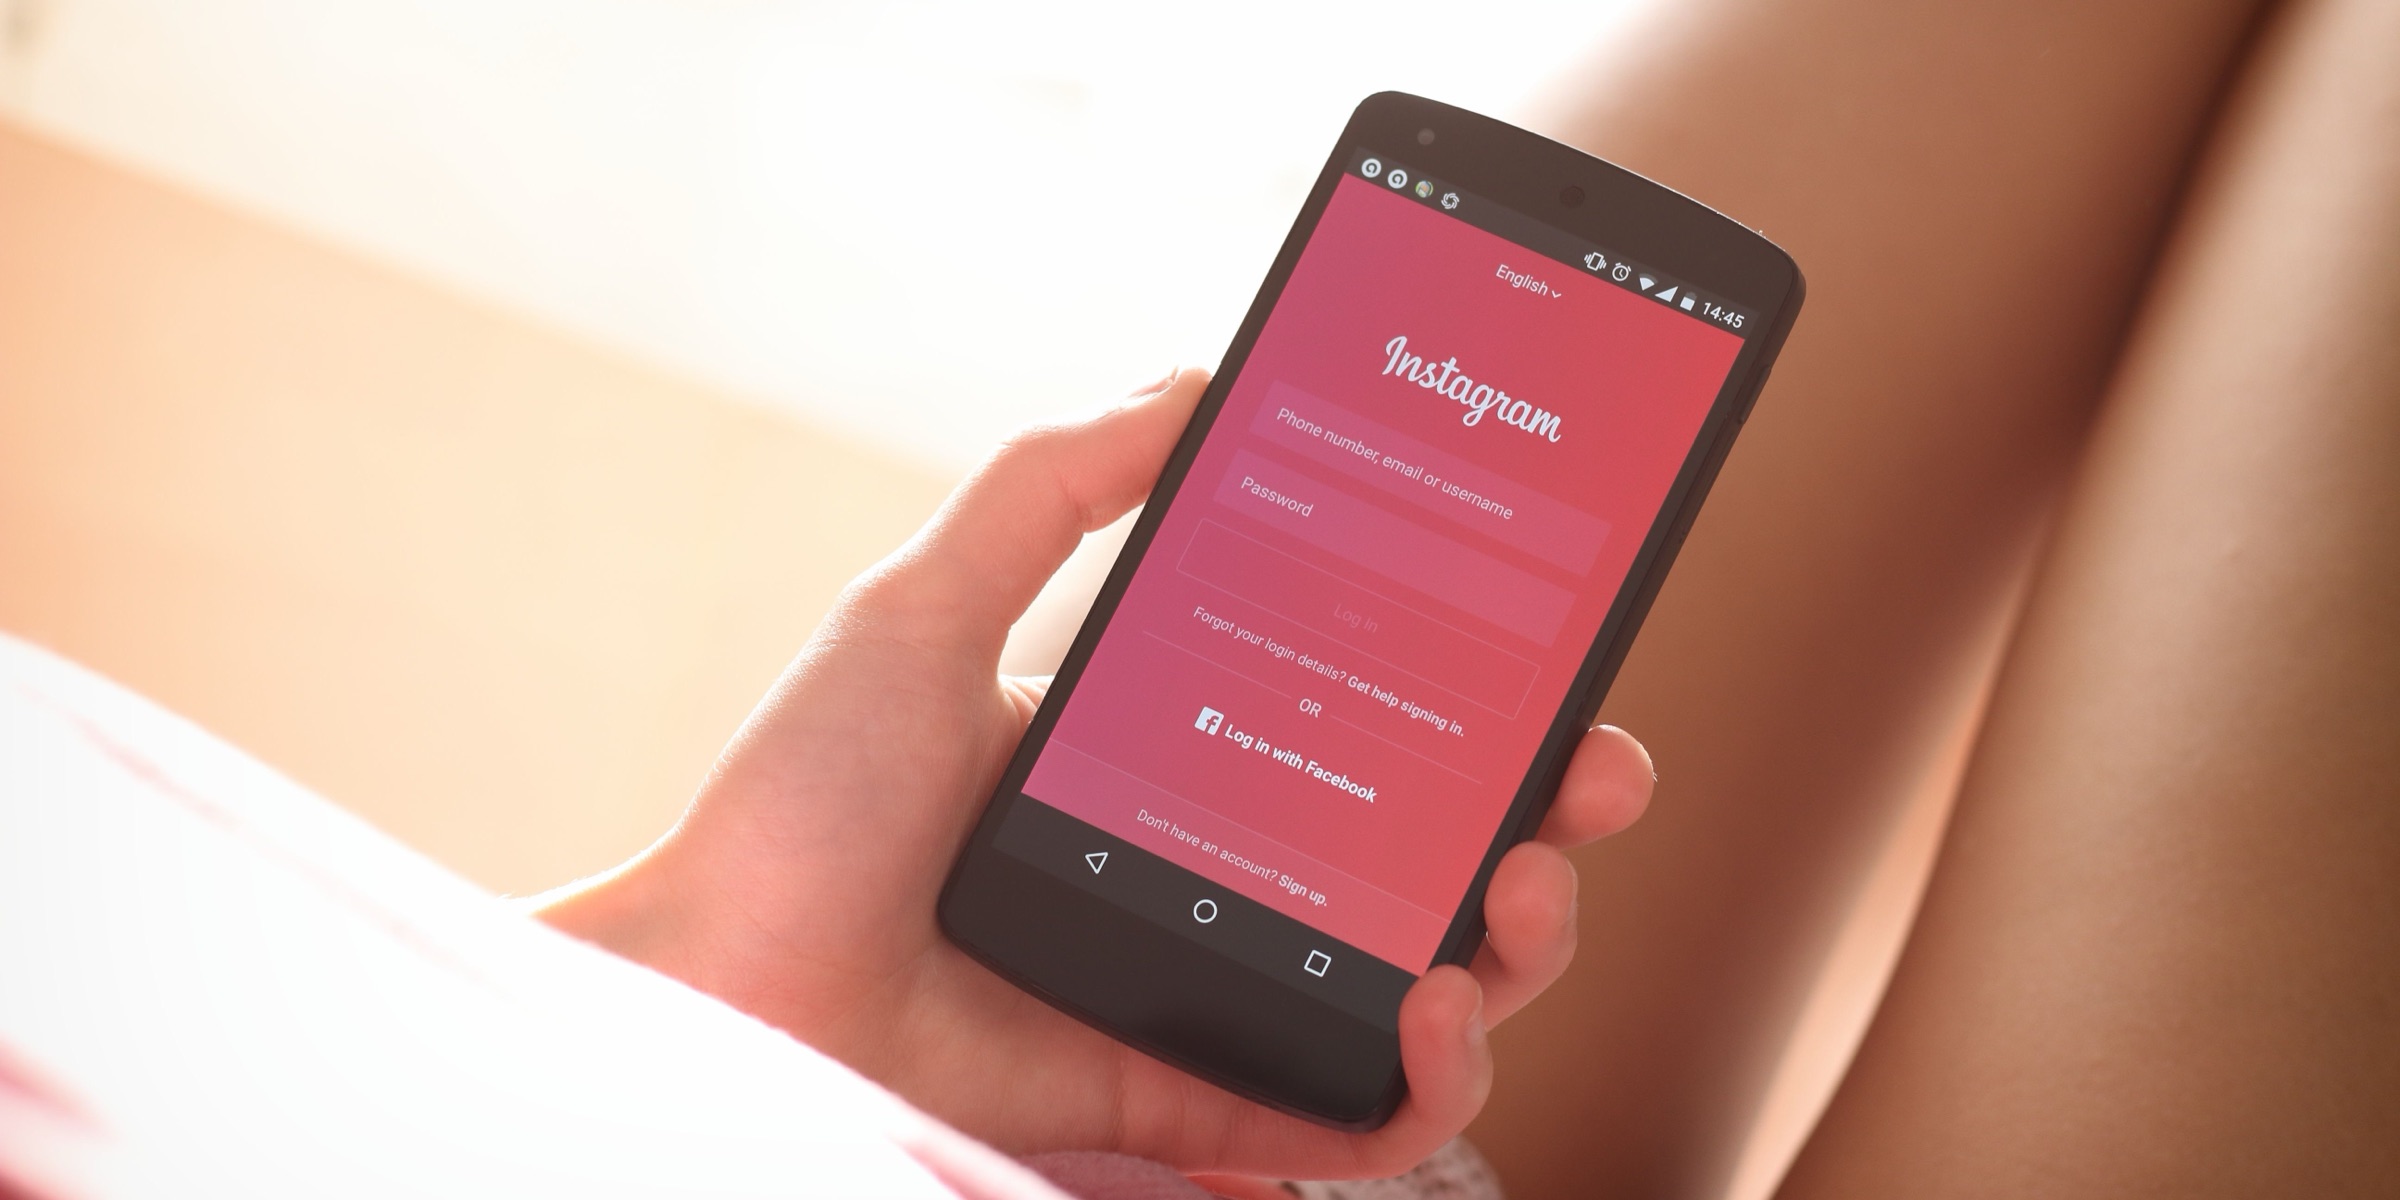 14:45
English
Instagram
Phone number, email or username
Password
Log In
Forgot your login details? Get help signing in.
OR
Log in with Facebook
Don't have an account? Sign up.